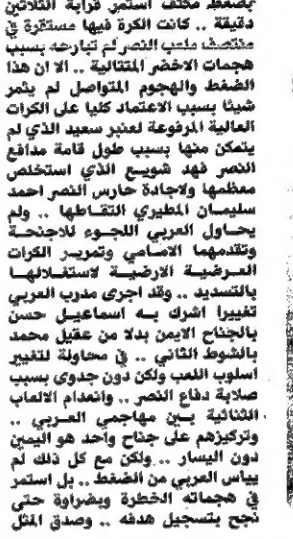 بضغط مكثف استمر قرابة الثلاثين
دقيقة .. كانت الكرة فيها مستقرة في
منتصف ملعب النصر لم تبارحه بسبب
هجمات الاخضر المتتالية .. الا ان هذا
الضغط والهجوم المتواصل لم يثمر
شيئا بسبب الاعتماد كليا على الكرات
العالية المرفوعة لعنبر سعيد الذي لم
يتمكن منها بسبب طول قامة مدافع
النصر فهد شويع الذي استخلص
معظمها ولاجادة حارس النصر احمد
سليمان المطيري التقاطها .. ولم
يحاول العربي اللجوء للاجنحة
وتقدمهما الامامي وتمرير الكرات
العرضية الارضية لاستغلالها
بالتسديد .. وقد اجرى مدرب العربي
تغييرا اشرك به اسماعيل حسن
بالجناح الايمن بدلا من عقيل محمد
بالشوط الثاني .. في محاولة لتغيير
اسلوب اللعب ولكن دون جدوى بسبب
صلابة دفاع النصر .. وانعدام الالعاب
الثنائية بين مهاجمي العربي ..
وتركيزهم على جناح واحد هو اليمين
دون اليسار .. ولكن مع كل ذلك لم
ييأس العربي من الضغط .. بل استمر
في هجماته الخطرة وبضراوة حتى
نجح بتسجيل هدفه .. وصدق المثل